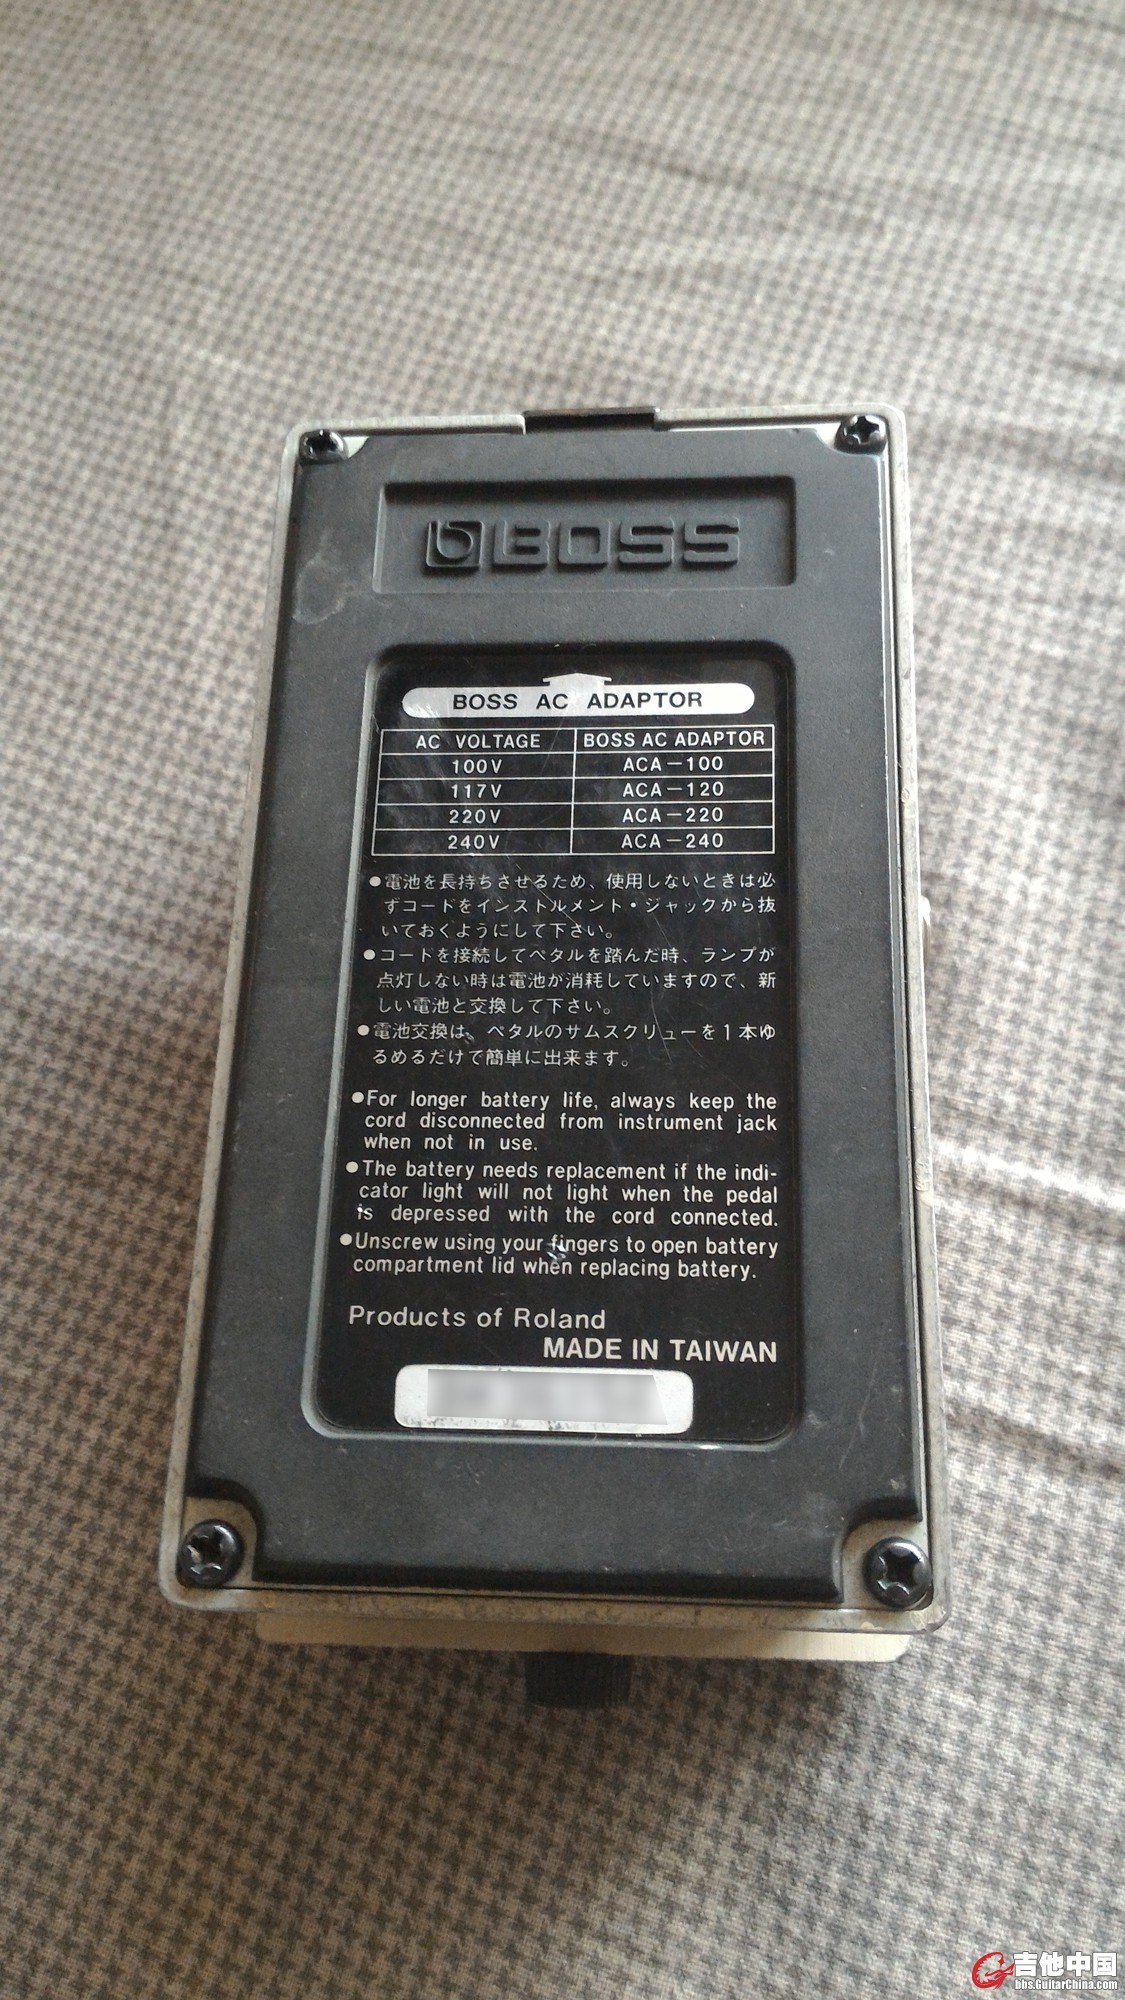 BOSS
BOSS AC ADAPTOR
AC VOLTAGE BOSS AC ADAPTOR
100V ACA-100
117V ACA-120
220V ACA-220
240V ACA-240
●電池を長持ちさせるため、使用しないときは必
ずコードをインストルメント・ジャックから抜
いておくようにして下さい。
●コードを接続してペタルを踏んだ時、ランプが
点灯しない時は電池が消耗していますので、新
しい電池と交換して下さい。
●電池交換は、ペタルのサムスクリューを1本ゆ
るめるだけで簡単に出来ます。
●For longer battery life, always keep the
cord disconnected from instrument jack
when not in use.
●The battery needs replacement if the indi-
cator light will not light when the pedal
is depressed with the cord connected.
●Unscrew using your fingers to open battery
compartment lid when replacing battery.
Products of Roland
MADE IN TAIWAN
吉他中国
bbs.GuitarChina.com